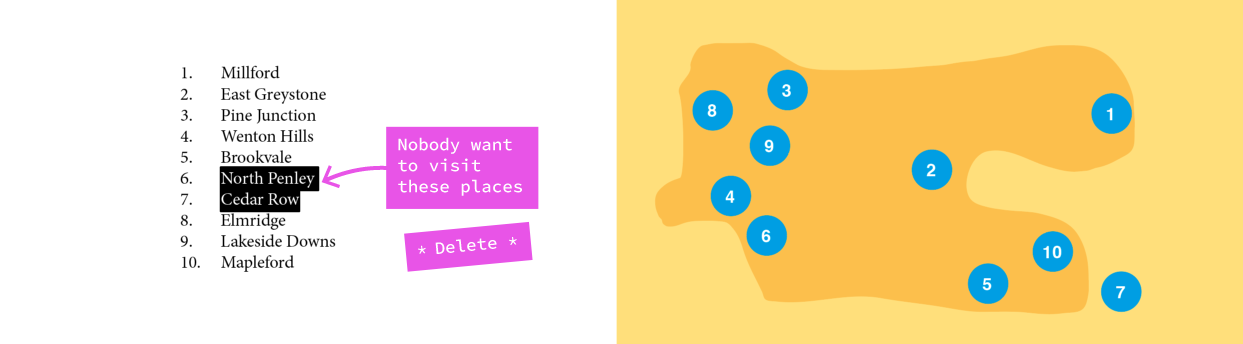 1. Millford
2. East Greystone
3. Pine Junction
4. Wenton Hills
5. Brookvale
6. North Penley
7. Cedar Row
8. Elmridge
9. Lakeside Downs
10. Mapleford
Nobody want
to visit
these places
* Delete *
3
8
1
9
2
4
6
10
5
7